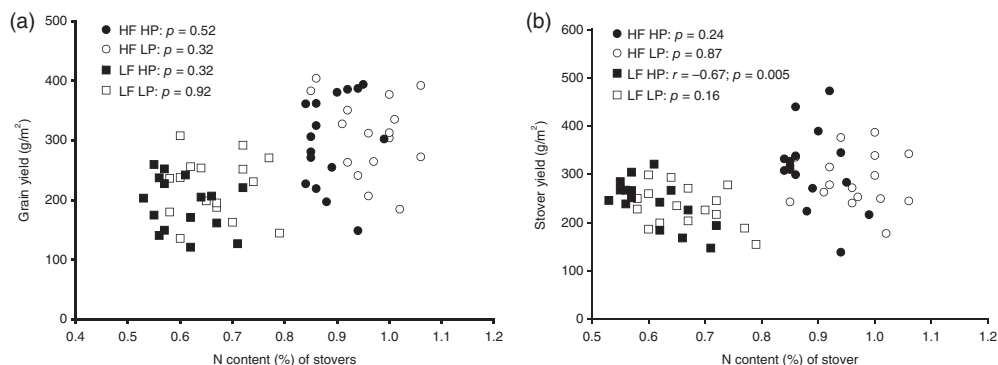 (a)
500
400
300
200
100
0
Grain yield (g/m²)
HF HP: p = 0.52
HF LP: p = 0.32
LF HP: p = 0.32
LF LP: p = 0.92
0.4 0.5 0.6 0.7 0.8 0.9 1.0 1.1 1.2
N content (%) of stovers
(b)
600
500
400
300
200
100
0
Stover yield (g/m²)
HF HP: p = 0.24
HF LP: p = 0.87
LF HP: r = –0.67; p = 0.005
LF LP: p = 0.16
0.5 0.6 0.7 0.8 0.9 1.0 1.1 1.2
N content (%) of stover